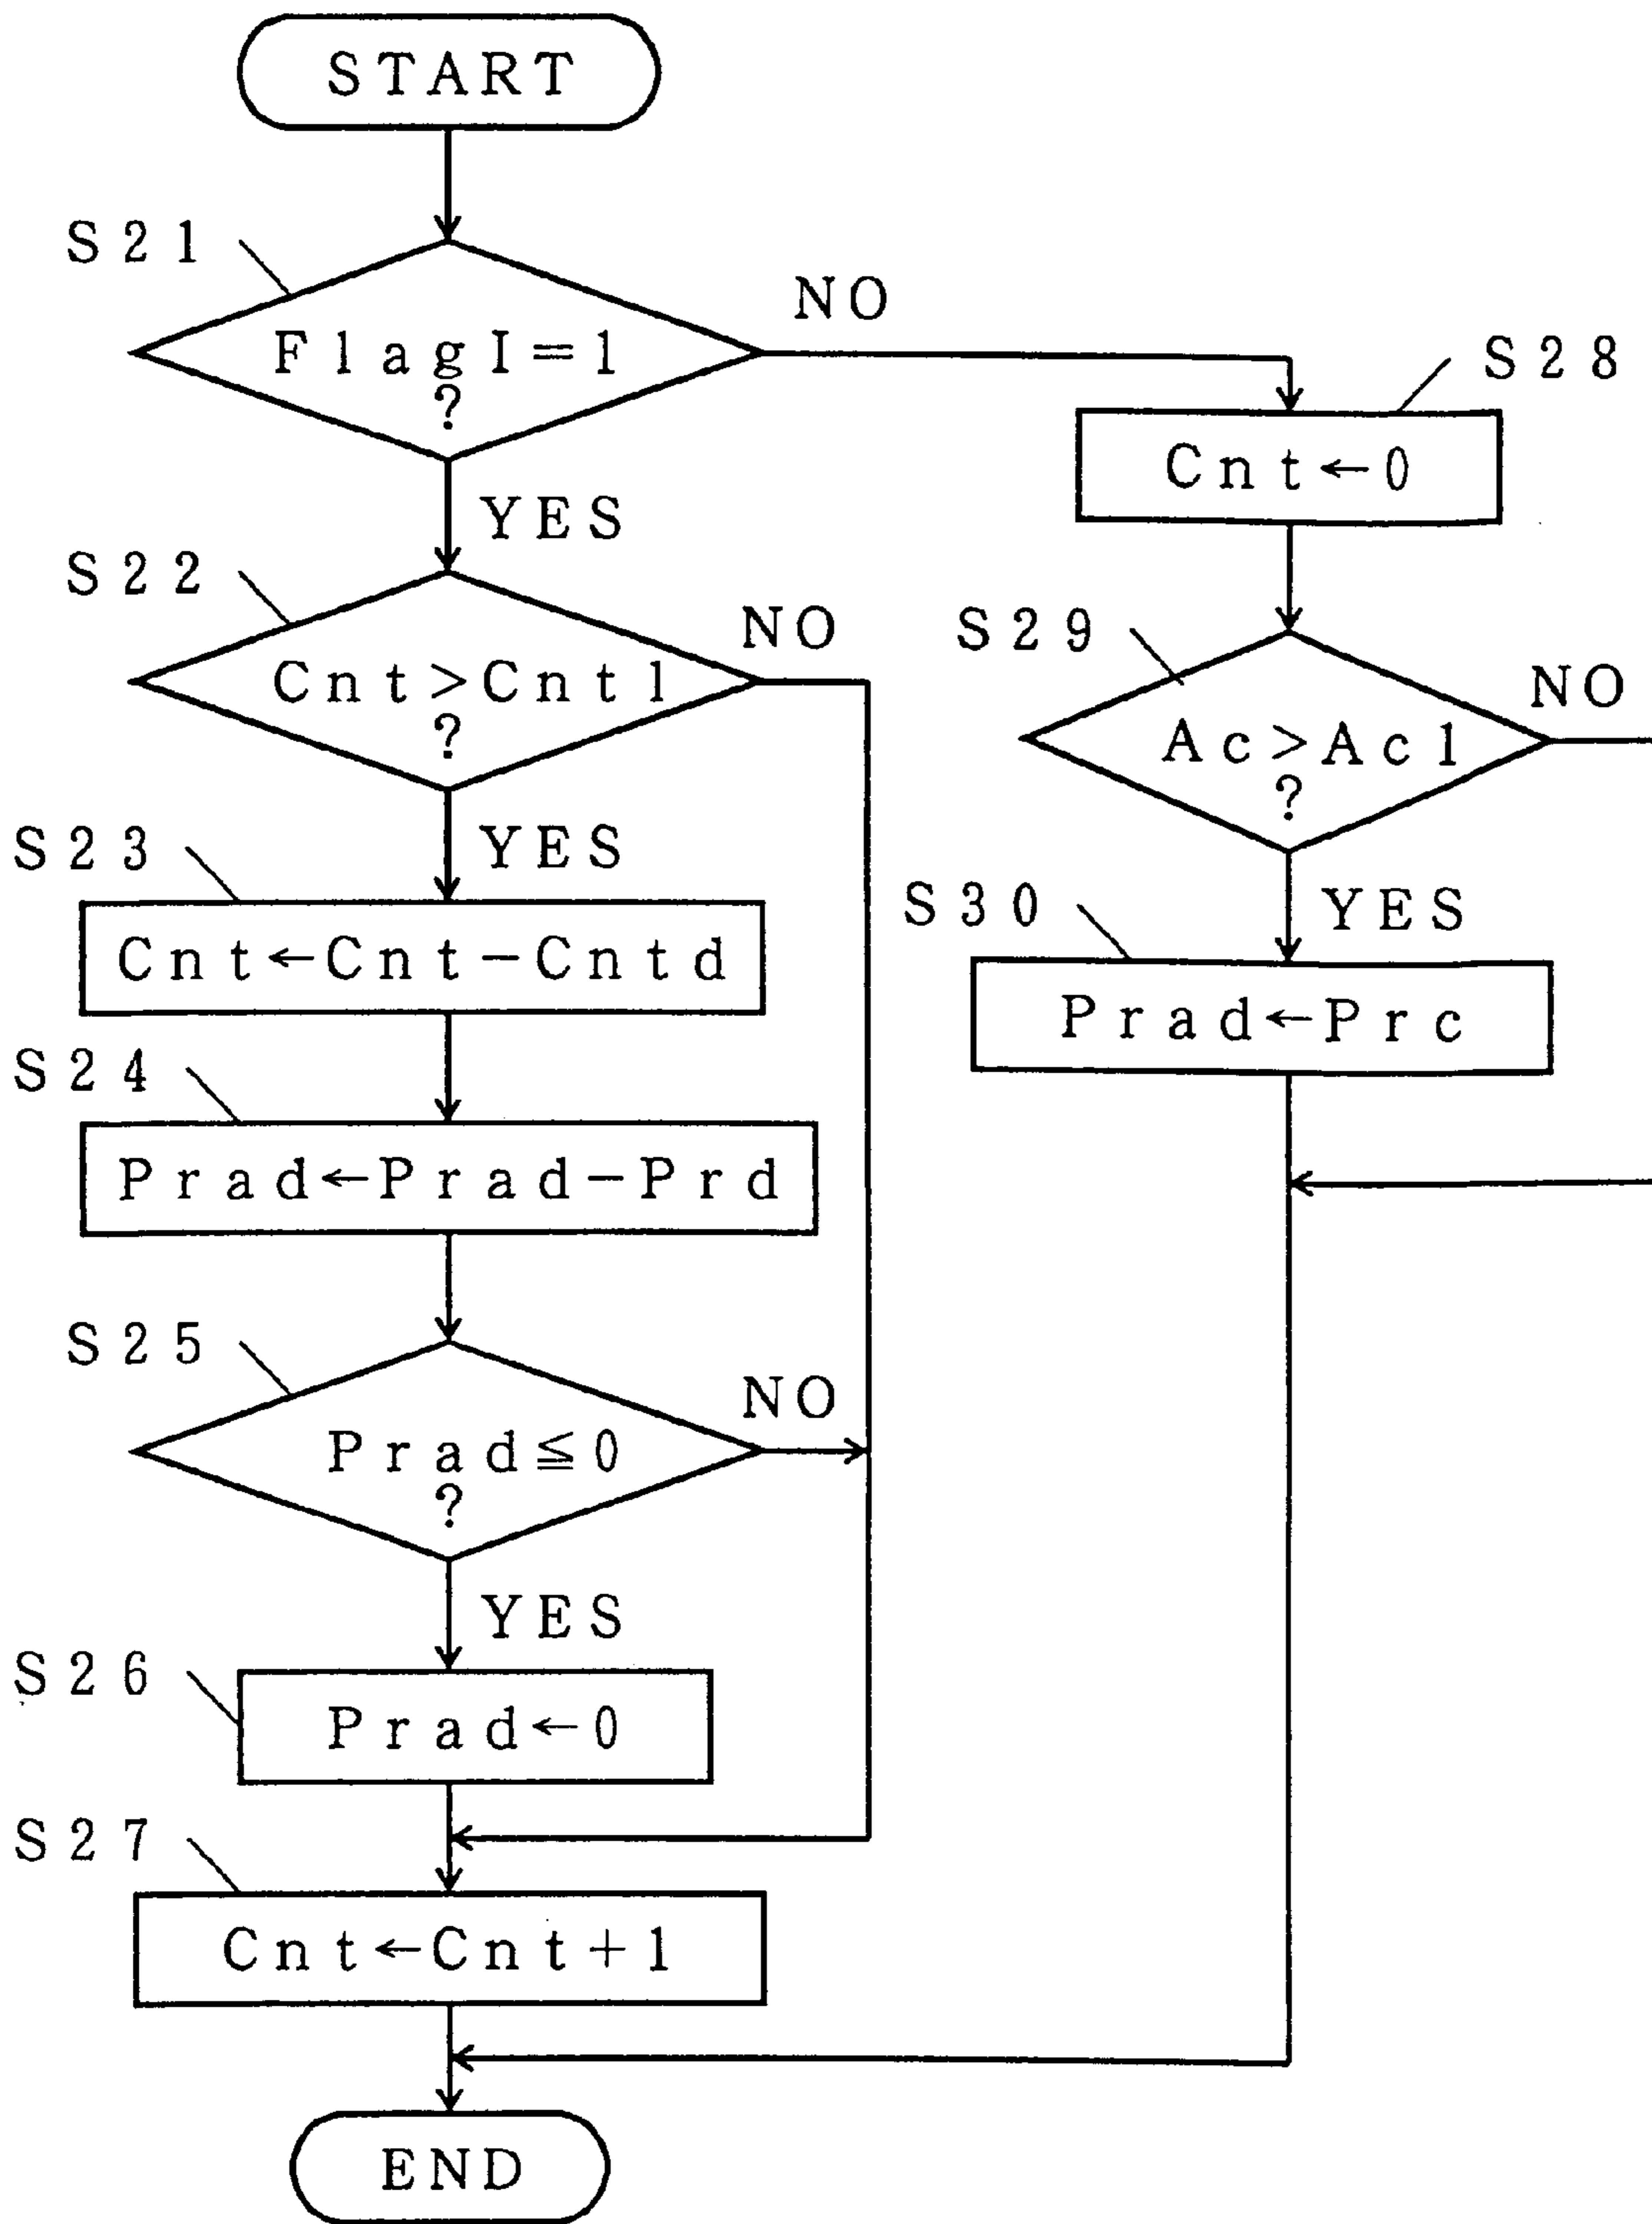 START
S21
FlagI=1
?
NO
YES
S22
Cnt>Cnt1
?
NO
YES
S23
Cnt←Cnt-Cntd
S24
Prad←Prad-Prd
S25
Prad≦0
?
NO
YES
S26
Prad←0
S27
Cnt←Cnt+1
END
S28
Cnt←0
S29
Ac>Ac1
?
NO
YES
S30
Prad←Prc